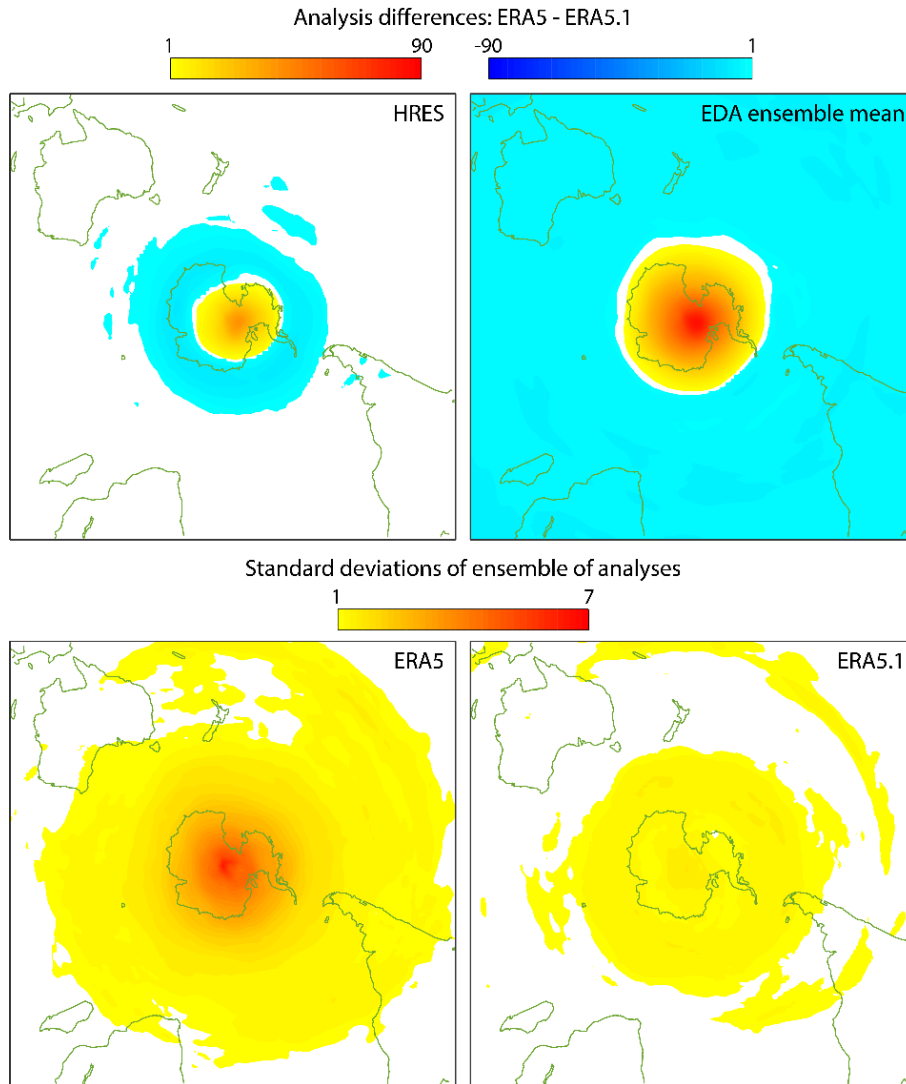 Analysis differences: ERA5 - ERA5.1
1 90 -90 1
HRES
EDA ensemble mean
Standard deviations of ensemble of analyses
1 7
ERA5
ERA5.1